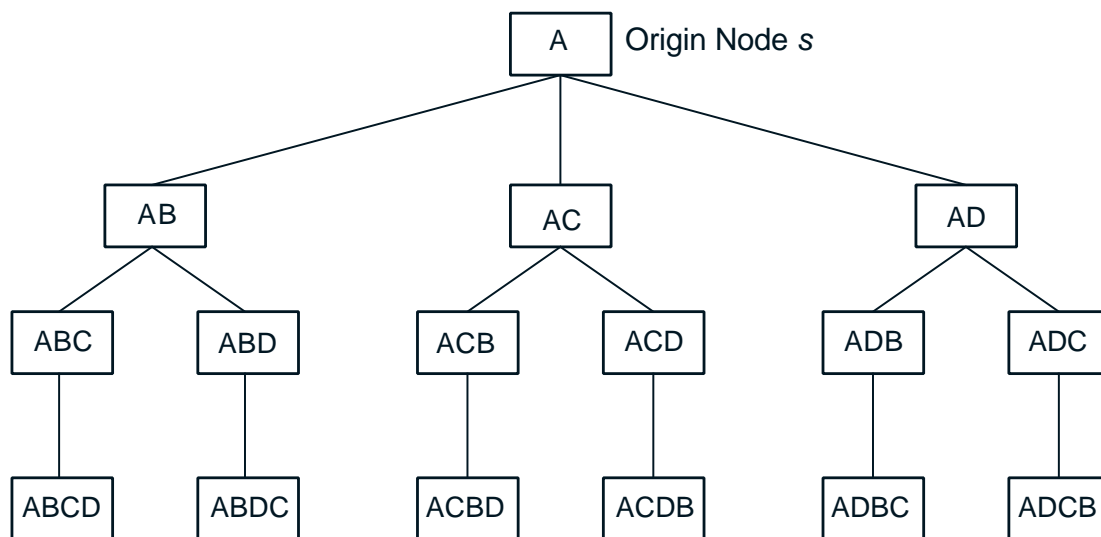 A Origin Node s
AB AC AD
ABC ABD ACB ACD ADB ADC
ABCD ABDC ACBD ACDB ADBC ADCB